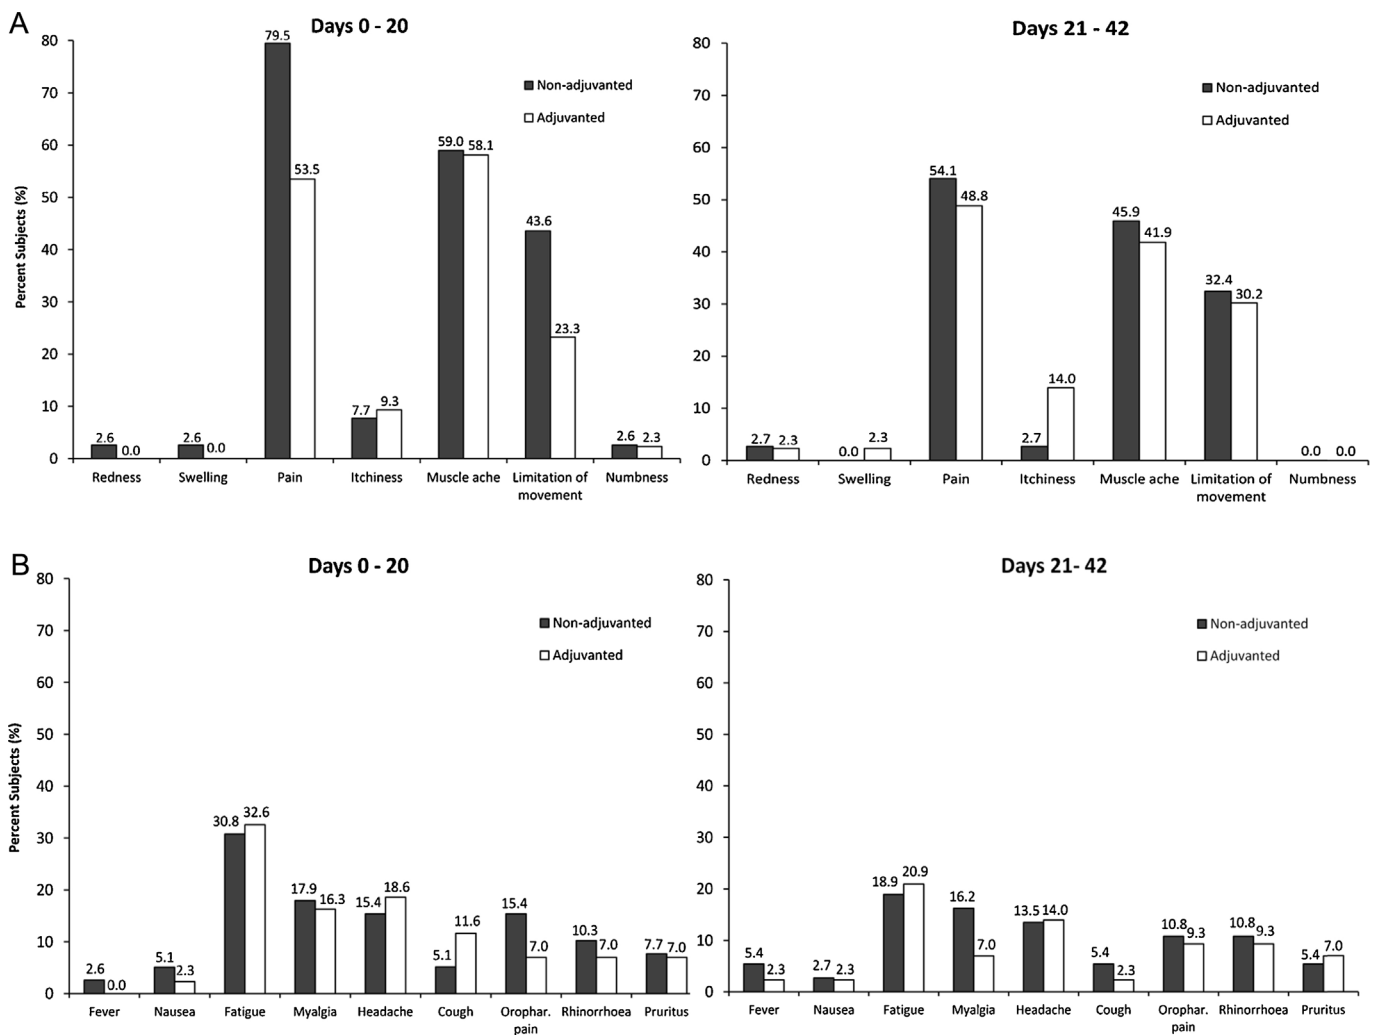 A
Days 0 - 20
Non-adjuvanted
Adjuvanted
Percent Subjects (%)
80
70
60
50
40
30
20
10
0
2.6 0.0
2.6 0.0
79.5 53.5
7.7 9.3
59.0 58.1
43.6 23.3
2.6 2.3
Redness Swelling Pain Itchiness Muscle ache Limitation of Numbness
movement
Days 21 - 42
Non-adjuvanted
Adjuvanted
80
70
60
50
40
30
20
10
0
2.7 2.3
0.0 2.3
54.1 48.8
2.7 14.0
45.9 41.9
32.4 30.2
0.0 0.0
Redness Swelling Pain Itchiness Muscle ache Limitation of Numbness
movement
B
Days 0 - 20
Non-adjuvanted
Adjuvanted
Percent Subjects (%)
80
70
60
50
40
30
20
10
0
2.6 0.0
5.1 2.3
30.8 32.6
17.9 16.3
15.4 18.6
5.1 11.6
15.4 7.0
10.3 7.0
7.7 7.0
Fever Nausea Fatigue Myalgia Headache Cough Orophar. Rhinorrhoea Pruritus
pain
Days 21- 42
Non-adjuvanted
Adjuvanted
80
70
60
50
40
30
20
10
0
5.4 2.3
2.7 2.3
18.9 20.9
16.2 7.0
13.5 14.0
5.4 2.3
10.8 9.3
10.8 9.3
5.4 7.0
Fever Nausea Fatigue Myalgia Headache Cough Orophar. Rhinorrhoea Pruritus
pain